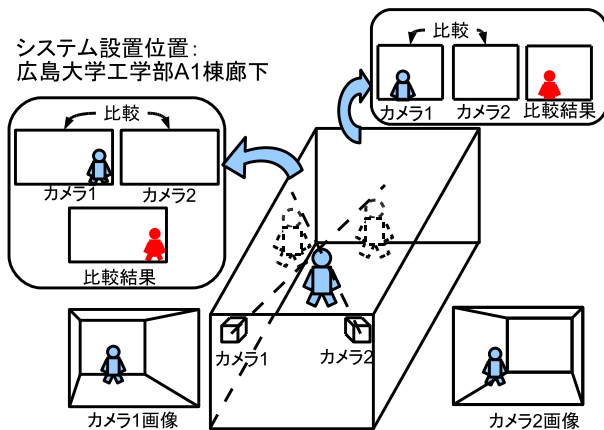 システム設置位置:
広島大学工学部A1棟廊下
比較
カメラ1
カメラ2
比較結果
比較
カメラ1
カメラ2
比較結果
カメラ1
カメラ2
カメラ1画像
カメラ2画像